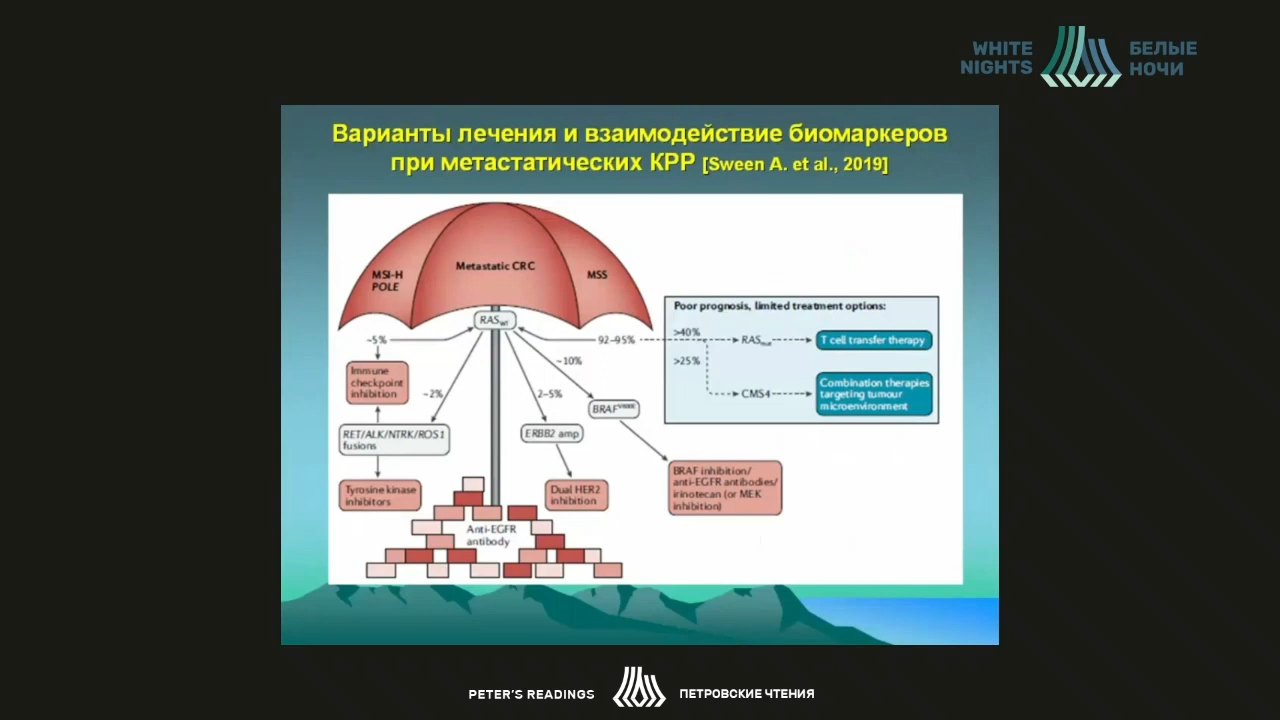 WHITE
NIGHTS
БЕЛЫЕ
НОЧИ
Варианты лечения и взаимодействие биомаркеров
при метастатических КРР [Sween A. et al., 2019]
MSI-H
POLE
Metastatic CRC
MSS
RASwt
~5%
92–95%
Immune
checkpoint
inhibition
~2%
2–5%
~10%
BRAFV600E
RET/ALK/NTRK/ROS1
fusions
ERBB2 amp
Tyrosine kinase
inhibitors
Dual HER2
inhibition
BRAF inhibition/
anti-EGFR antibodies/
irinotecan (or MEK
inhibition)
Anti-EGFR
antibody
Poor prognosis, limited treatment options:
>40%
RASmut
T cell transfer therapy
>25%
CMS4
Combination therapies
targeting tumour
microenvironment
PETER'S READINGS
ПЕТРОВСКИЕ ЧТЕНИЯ